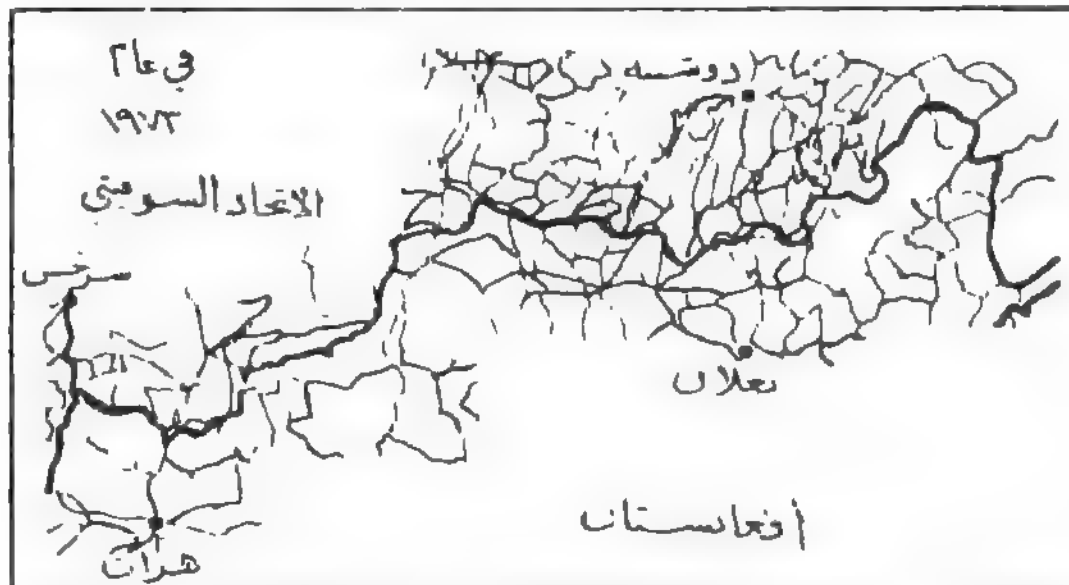 في عام
١٩٧٣
دوشنبه
الاتحاد السوفيتي
سرخس
بغلان
أفغانستان
هرات